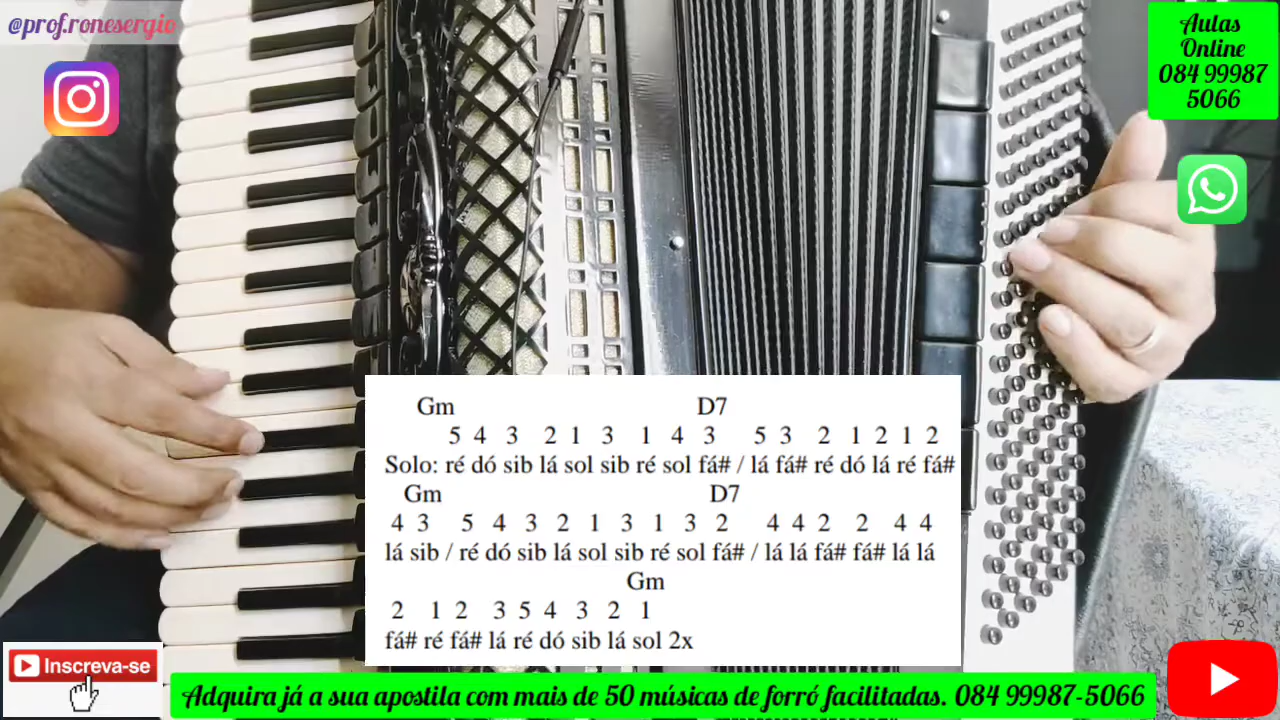 @prof.ronesergio
Aulas
Online
084 99987
5066
Gm D7
5 4 3 2 1 3 1 4 3 5 3 2 1 2 1 2
Solo: ré dó sib lá sol sib ré sol fá# / lá fá# ré dó lá ré fá#
Gm D7
4 3 5 4 3 2 1 3 1 3 2 4 4 2 2 4 4
lá sib / ré dó sib lá sol sib ré sol fá# / lá lá fá# fá# lá lá
Gm
2 1 2 3 5 4 3 2 1
fá# ré fá# lá ré dó sib lá sol 2x
Inscreva-se
Adquira já a sua apostila com mais de 50 músicas de forró facilitadas. 084 99987-5066